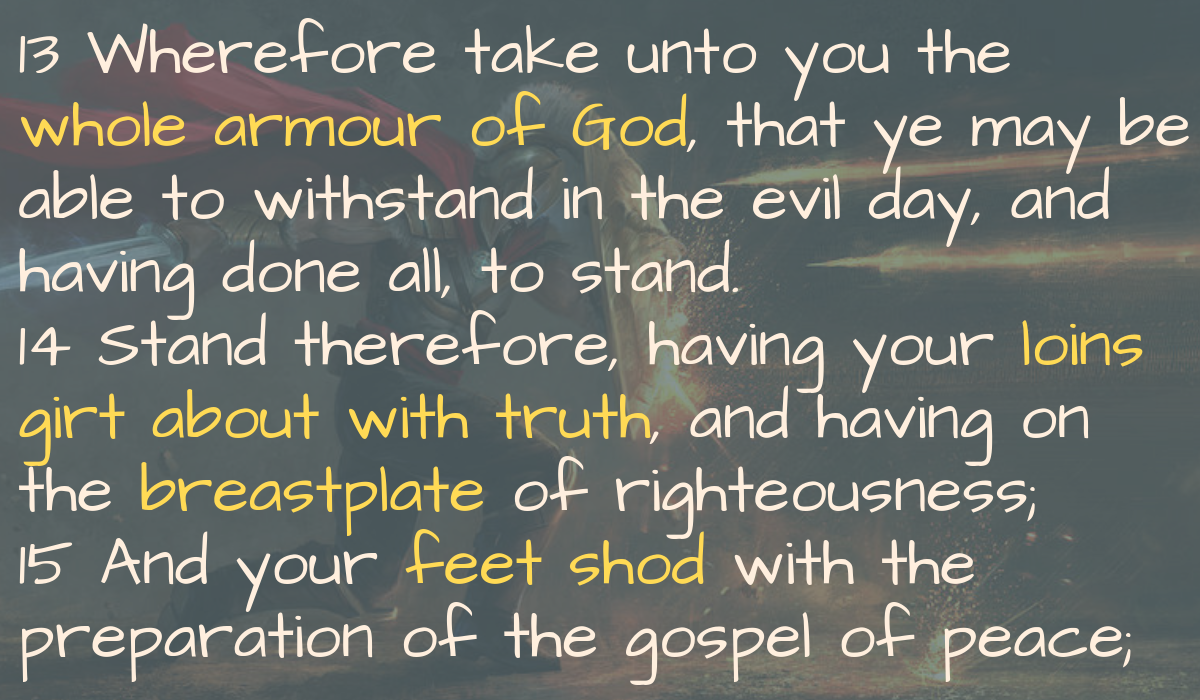 13 Wherefore take unto you the
whole armour of God, that ye may be
able to withstand in the evil day, and
having done all, to stand.
14 Stand therefore, having your loins
girt about with truth, and having on
the breastplate of righteousness;
15 And your feet shod with the
preparation of the gospel of peace;